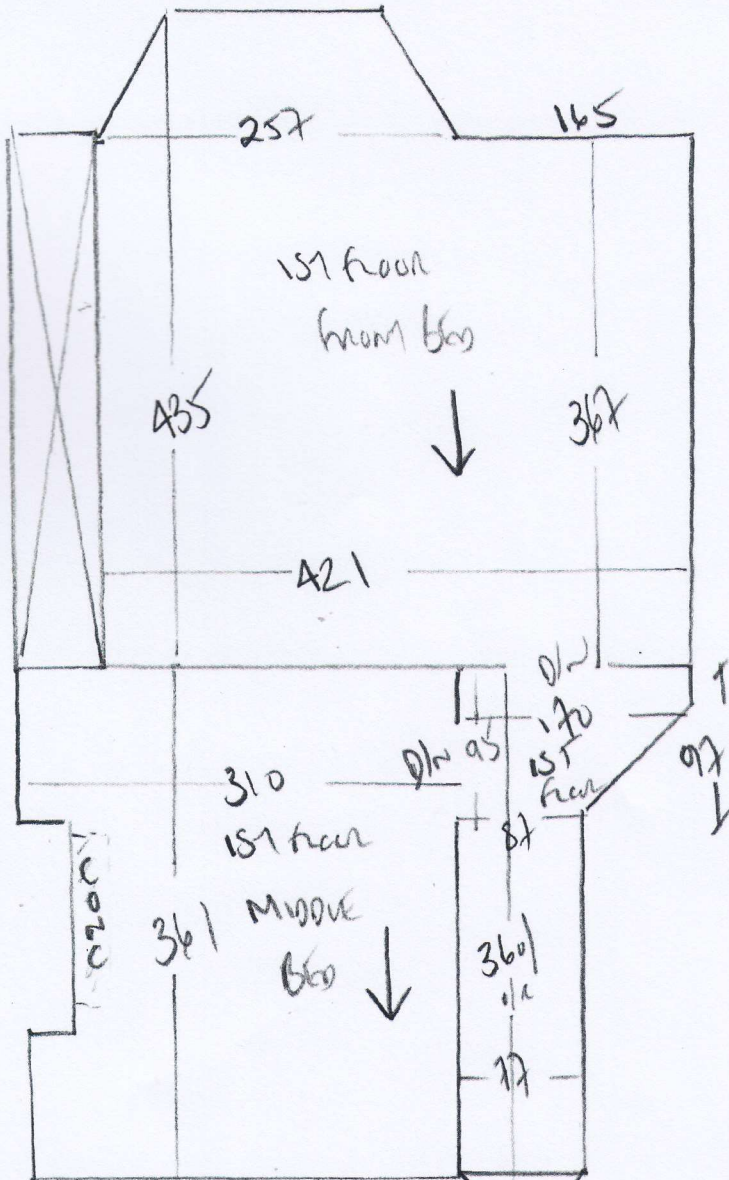 257
165
1ST FLOOR
FRONT BED
435
367
421
D/W
170
D/W 95
1ST
FLOOR
97
310
87
1ST FLOOR
MIDDLE
BED
361
360
77